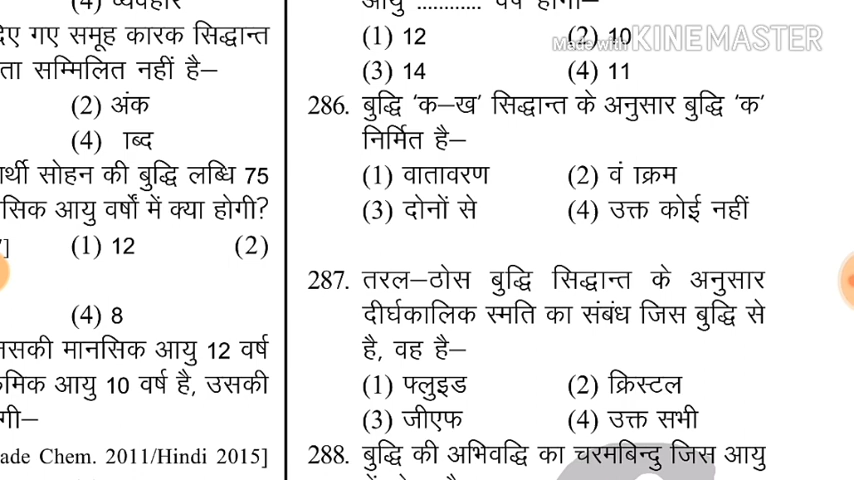 (4) व्यवहार
दिए गए समूह कारक सिद्धान्त
ता सम्मिलित नहीं है–
(2) अंक
(4) ाब्द
ार्थी सोहन की बुद्धि लब्धि 75
सिक आयु वर्षों में क्या होगी?
(1) 12 (2)
(4) 8
12 वर्ष
मिक आयु 10 वर्ष है, उसकी
गी–
ade Chem. 2011/Hindi 2015]
आयु ............ वर्ष होगी–
(1) 12 (2) 10
Made with KINEMASTER
(3) 14 (4) 11
286. बुद्धि ‘क–ख’ सिद्धान्त के अनुसार बुद्धि ‘क’
निर्मित है–
(1) वातावरण (2) वं ाक्रम
(3) दोनों से (4) उक्त कोई नहीं
287. तरल–ठोस बुद्धि सिद्धान्त के अनुसार
दीर्घकालिक स्मति का संबंध जिस बुद्धि से
है, वह है–
(1) फ्लुइड (2) क्रिस्टल
(3) जीएफ (4) उक्त सभी
288. बुद्धि की अभिवद्धि का चरमबिन्दु जिस आयु